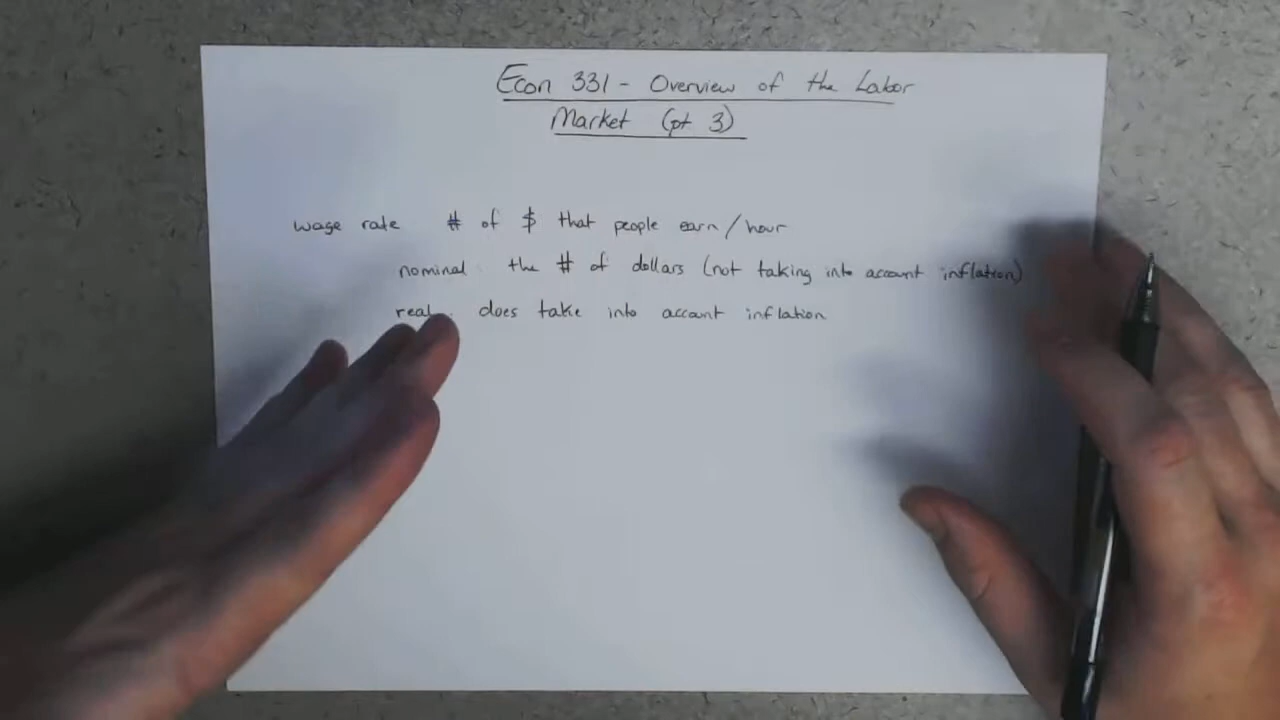 Econ 331 - Overview of the Labor
Market (pt 3)
wage rate # of $ that people earn/hour
nominal: the # of dollars (not taking into account inflation)
real: does take into account inflation